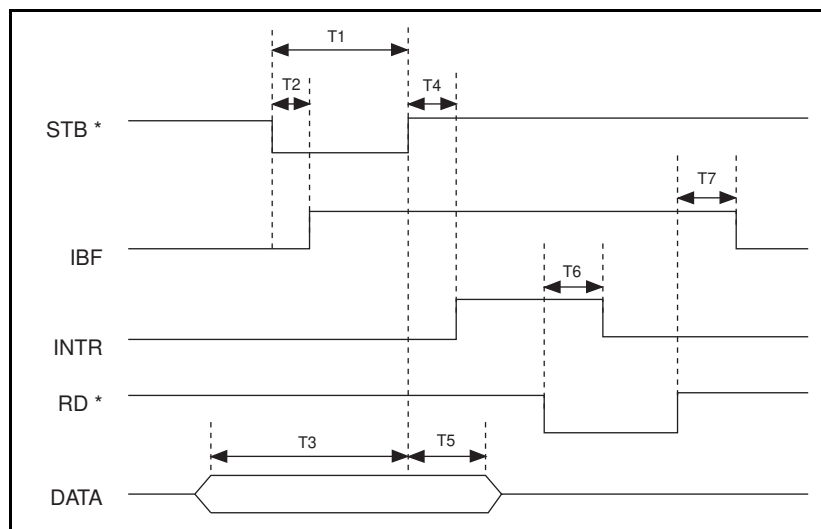 T1
T2
T4
STB *
T7
IBF
T6
INTR
RD *
T3
T5
DATA